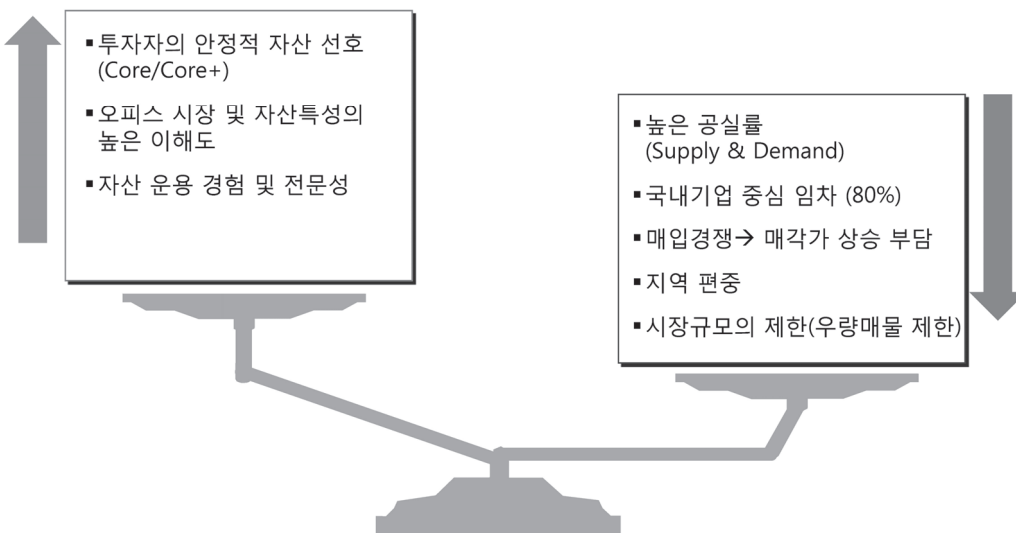 ▪투자자의 안정적 자산 선호
(Core/Core+)
▪오피스 시장 및 자산특성의
높은 이해도
▪자산 운용 경험 및 전문성
▪높은 공실률
(Supply & Demand)
▪국내기업 중심 임차 (80%)
▪매입경쟁→ 매각가 상승 부담
▪지역 편중
▪시장규모의 제한(우량매물 제한)